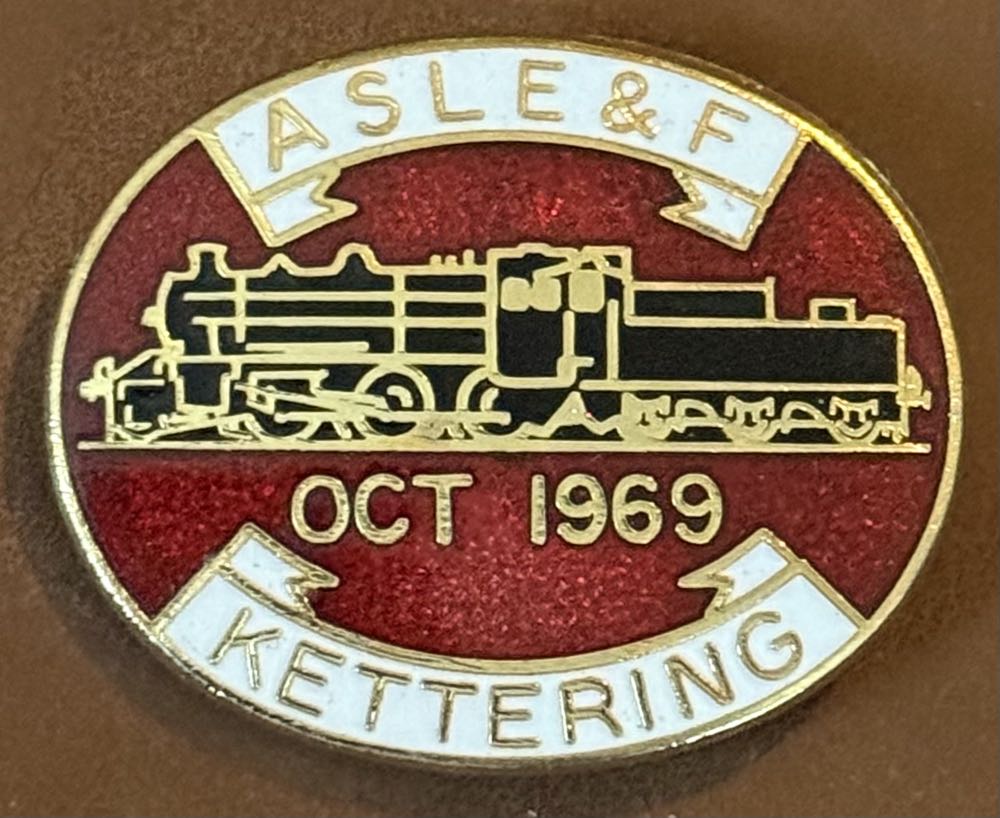 ASLE&F
OCT 1969
KETTERING